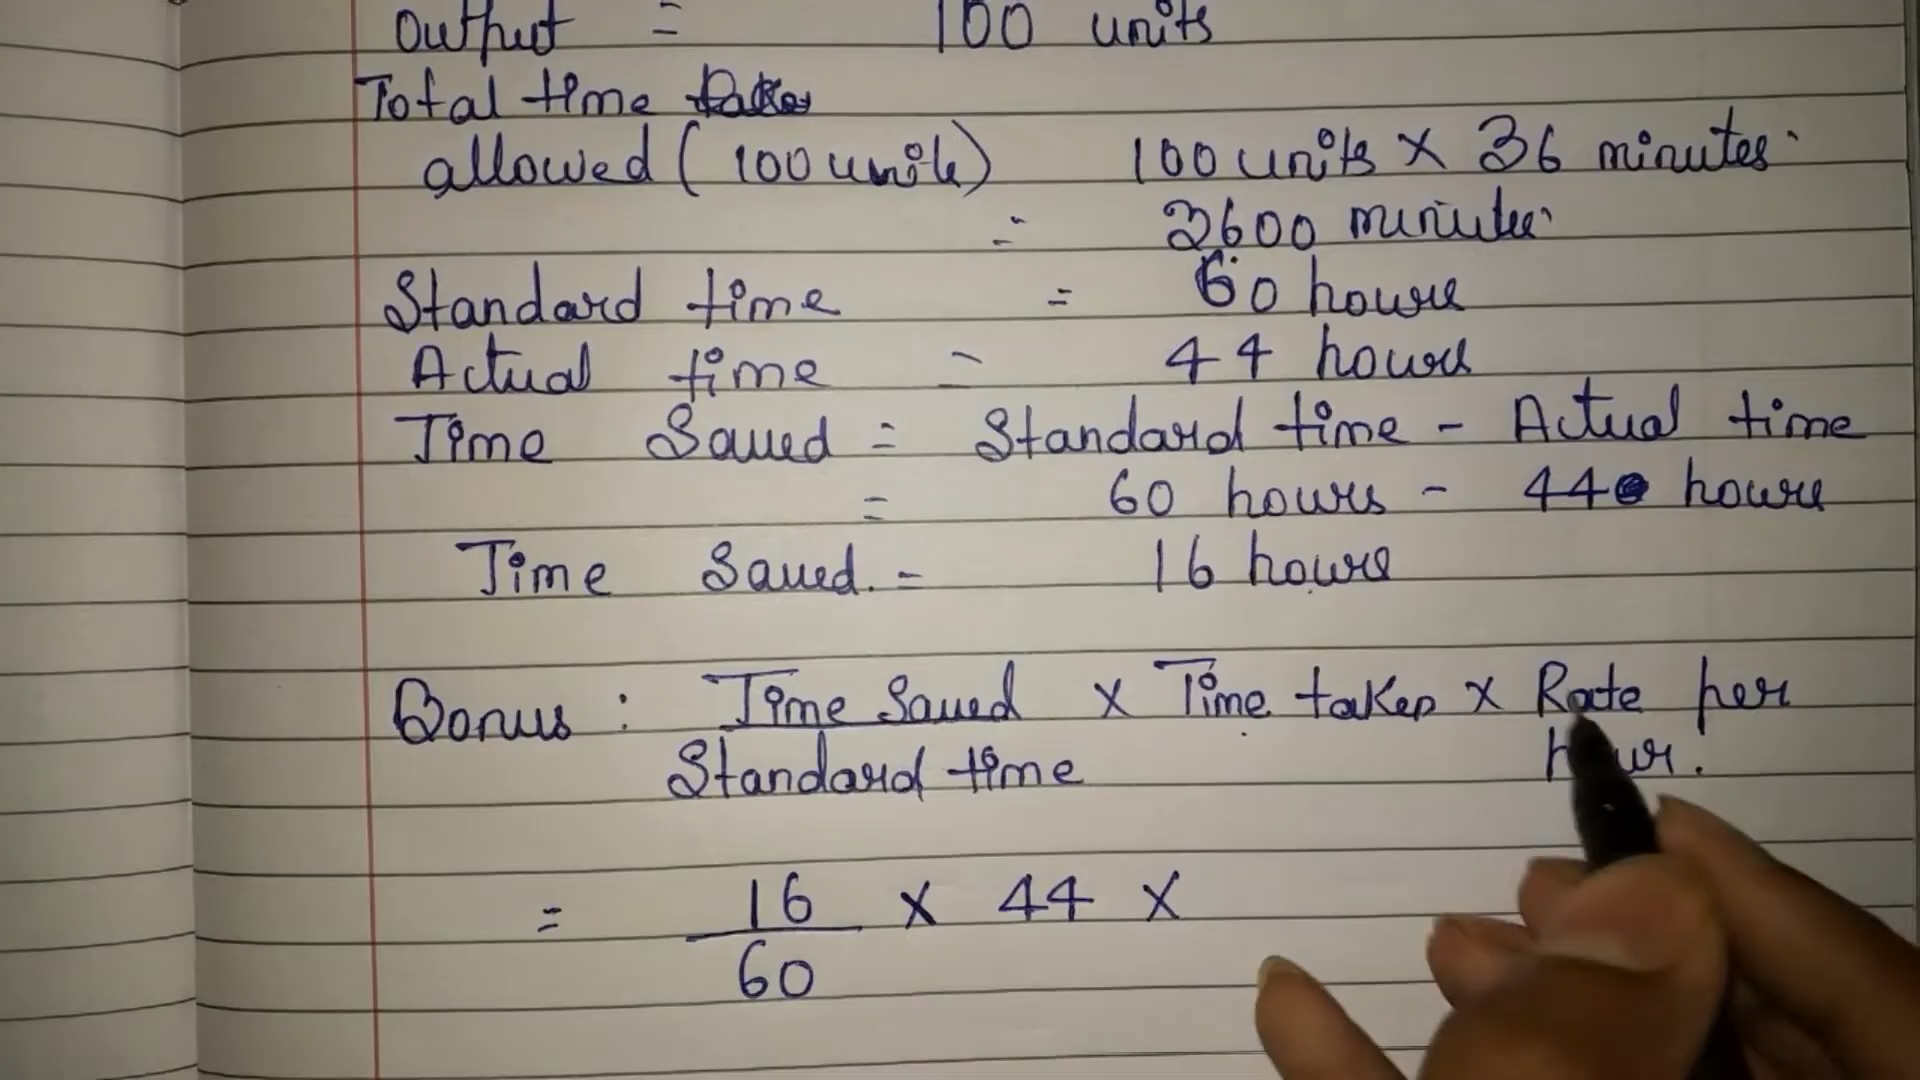 Output = 100 units
Total time
allowed (100 units) 100 units × 36 minutes.
= 3600 minutes
Standard time = 60 hours
Actual time = 44 hours
Time Saved = Standard time - Actual time
= 60 hours - 44 hours
Time Saved. = 16 hours
Bonus : Time Saved × Time taken × Rate per
Standard time hour.
= 16 × 44 ×
60